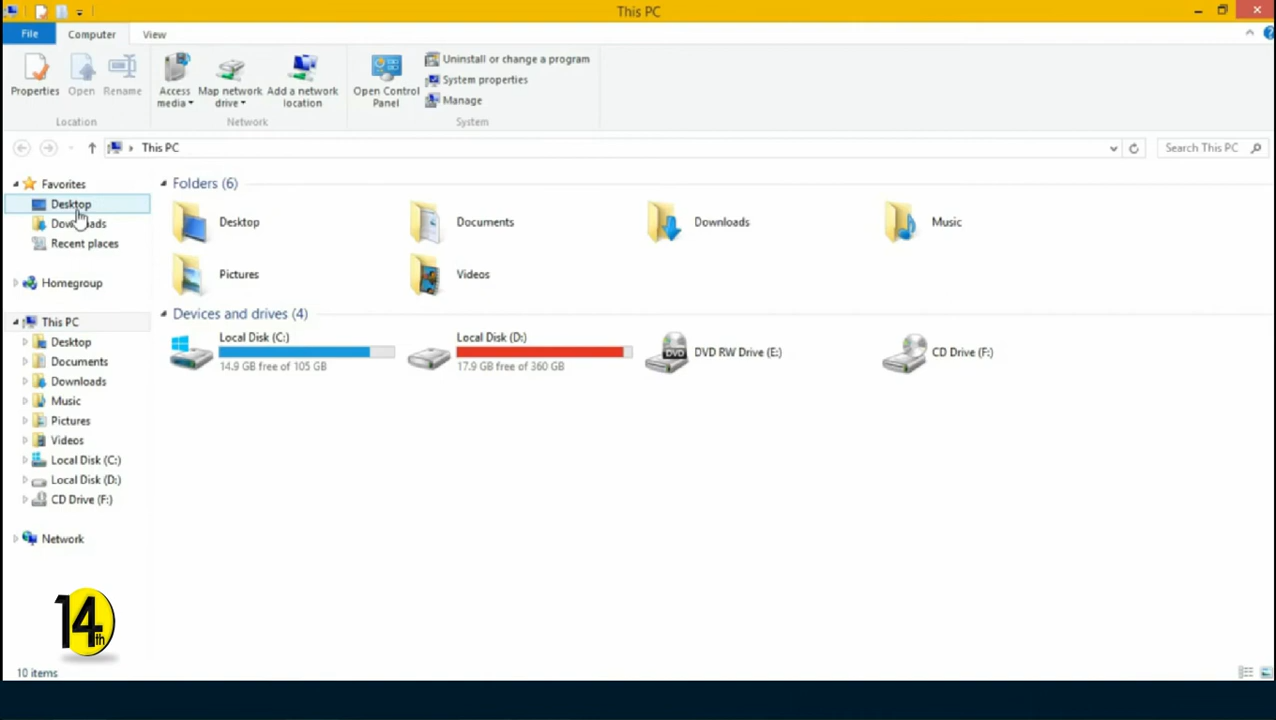 This PC
File
Computer
View
Properties
Open
Rename
Location
Access media
Map network drive
Add a network location
Network
Open Control Panel
Uninstall or change a program
System properties
Manage
System
This PC
Search This PC
Favorites
Desktop
Downloads
Recent places
Homegroup
This PC
Desktop
Documents
Downloads
Music
Pictures
Videos
Local Disk (C:)
Local Disk (D:)
CD Drive (F:)
Network
Folders (6)
Desktop
Documents
Downloads
Music
Pictures
Videos
Devices and drives (4)
Local Disk (C:)
14.9 GB free of 105 GB
Local Disk (D:)
17.9 GB free of 360 GB
DVD
DVD RW Drive (E:)
CD Drive (F:)
14th
10 items